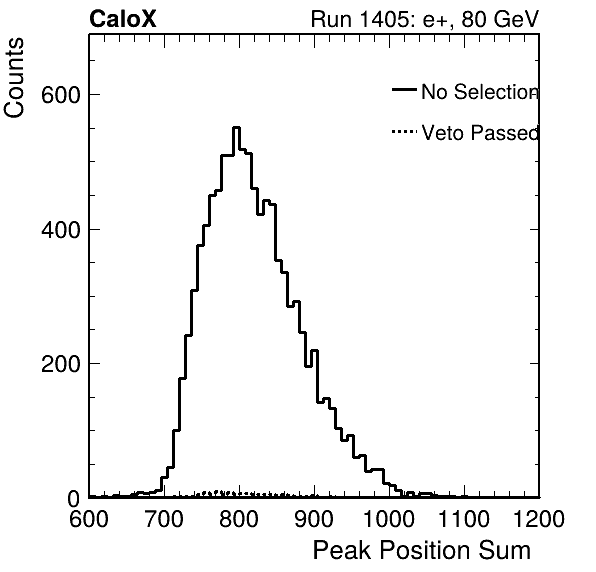 CaloX Run 1405: e+, 80 GeV
Counts
No Selection
Veto Passed
600
400
200
0
600 700 800 900 1000 1100 1200
Peak Position Sum